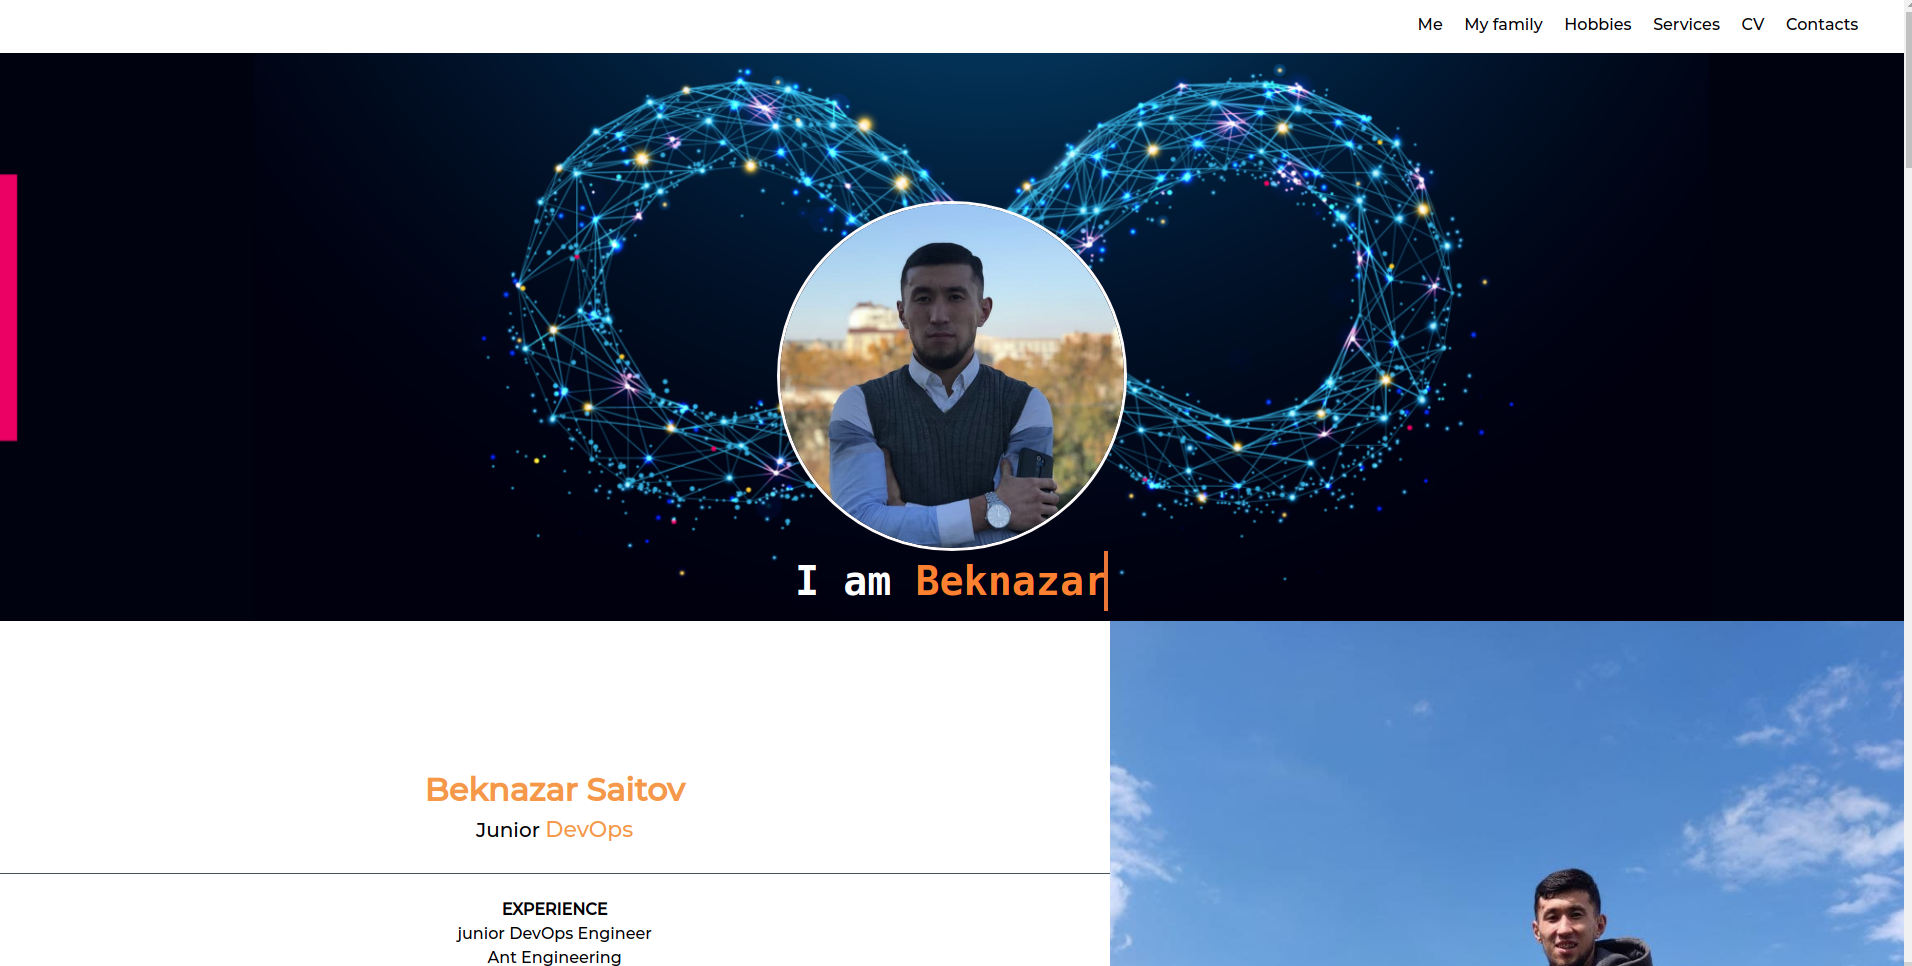 Me My family Hobbies Services CV Contacts
I am Beknazar
Beknazar Saitov
Junior DevOps
EXPERIENCE
junior DevOps Engineer
Ant Engineering